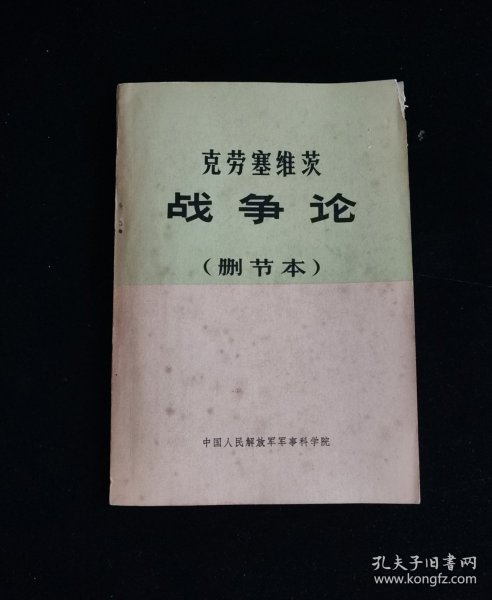 克劳塞维茨
战争论
（删节本）
中国人民解放军军事科学院
孔夫子旧书网
www.kongfz.com